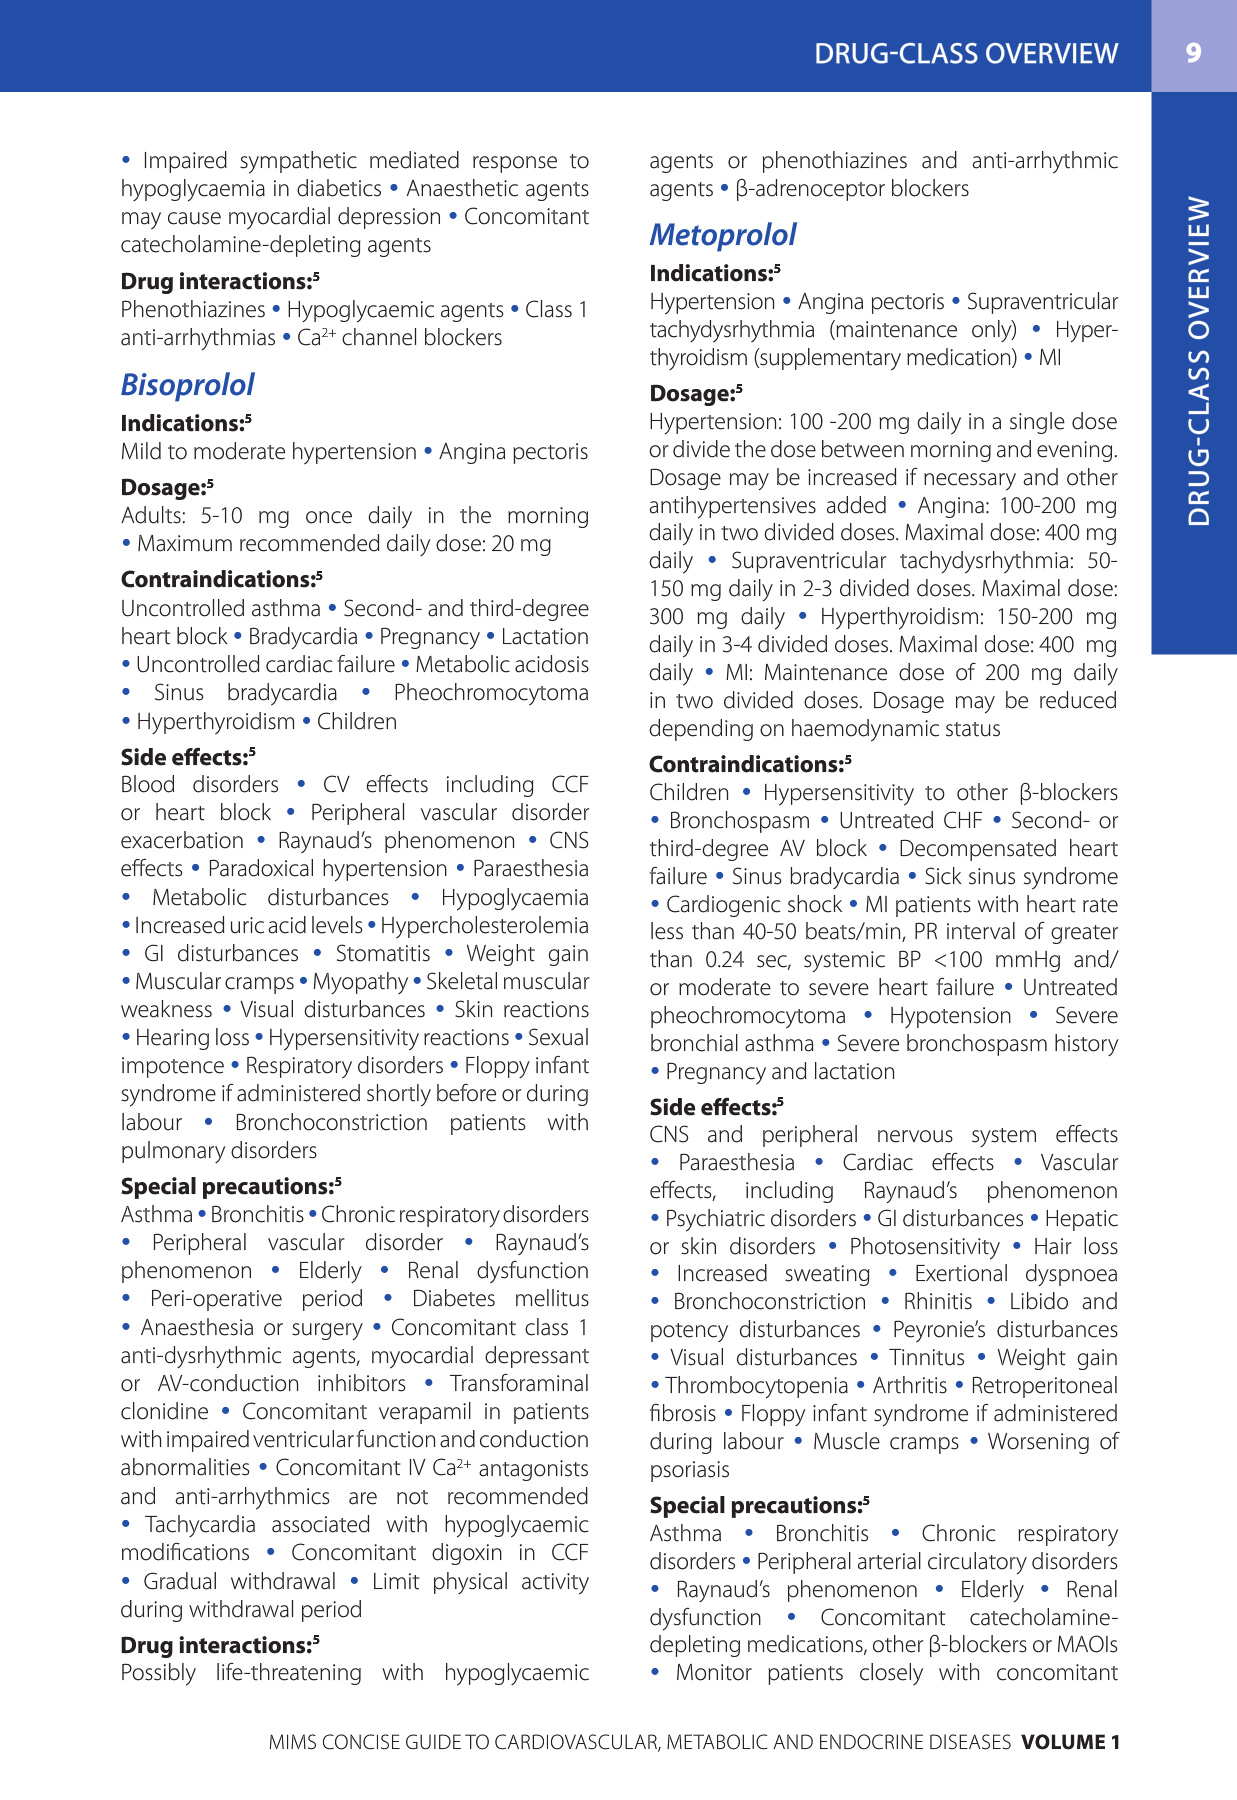 DRUG-CLASS OVERVIEW 9
• Impaired sympathetic mediated response to
hypoglycaemia in diabetics • Anaesthetic agents
may cause myocardial depression • Concomitant
catecholamine-depleting agents
Drug interactions:⁵
Phenothiazines • Hypoglycaemic agents • Class 1
anti-arrhythmias • Ca²⁺ channel blockers
Bisoprolol
Indications:⁵
Mild to moderate hypertension • Angina pectoris
Dosage:⁵
Adults: 5-10 mg once daily in the morning
• Maximum recommended daily dose: 20 mg
Contraindications:⁵
Uncontrolled asthma • Second- and third-degree
heart block • Bradycardia • Pregnancy • Lactation
• Uncontrolled cardiac failure • Metabolic acidosis
• Sinus bradycardia • Pheochromocytoma
• Hyperthyroidism • Children
Side effects:⁵
Blood disorders • CV effects including CCF
or heart block • Peripheral vascular disorder
exacerbation • Raynaud’s phenomenon • CNS
effects • Paradoxical hypertension • Paraesthesia
• Metabolic disturbances • Hypoglycaemia
• Increased uric acid levels • Hypercholesterolemia
• GI disturbances • Stomatitis • Weight gain
• Muscular cramps • Myopathy • Skeletal muscular
weakness • Visual disturbances • Skin reactions
• Hearing loss • Hypersensitivity reactions • Sexual
impotence • Respiratory disorders • Floppy infant
syndrome if administered shortly before or during
labour • Bronchoconstriction patients with
pulmonary disorders
Special precautions:⁵
Asthma • Bronchitis • Chronic respiratory disorders
• Peripheral vascular disorder • Raynaud’s
phenomenon • Elderly • Renal dysfunction
• Peri-operative period • Diabetes mellitus
• Anaesthesia or surgery • Concomitant class 1
anti-dysrhythmic agents, myocardial depressant
or AV-conduction inhibitors • Transforaminal
clonidine • Concomitant verapamil in patients
with impaired ventricular function and conduction
abnormalities • Concomitant IV Ca²⁺ antagonists
and anti-arrhythmics are not recommended
• Tachycardia associated with hypoglycaemic
modifications • Concomitant digoxin in CCF
• Gradual withdrawal • Limit physical activity
during withdrawal period
Drug interactions:⁵
Possibly life-threatening with hypoglycaemic
agents or phenothiazines and anti-arrhythmic
agents • β-adrenoceptor blockers
Metoprolol
Indications:⁵
Hypertension • Angina pectoris • Supraventricular
tachydysrhythmia (maintenance only) • Hyper-
thyroidism (supplementary medication) • MI
Dosage:⁵
Hypertension: 100 -200 mg daily in a single dose
or divide the dose between morning and evening.
Dosage may be increased if necessary and other
antihypertensives added • Angina: 100-200 mg
daily in two divided doses. Maximal dose: 400 mg
daily • Supraventricular tachydysrhythmia: 50-
150 mg daily in 2-3 divided doses. Maximal dose:
300 mg daily • Hyperthyroidism: 150-200 mg
daily in 3-4 divided doses. Maximal dose: 400 mg
daily • MI: Maintenance dose of 200 mg daily
in two divided doses. Dosage may be reduced
depending on haemodynamic status
Contraindications:⁵
Children • Hypersensitivity to other β-blockers
• Bronchospasm • Untreated CHF • Second- or
third-degree AV block • Decompensated heart
failure • Sinus bradycardia • Sick sinus syndrome
• Cardiogenic shock • MI patients with heart rate
less than 40-50 beats/min, PR interval of greater
than 0.24 sec, systemic BP <100 mmHg and/
or moderate to severe heart failure • Untreated
pheochromocytoma • Hypotension • Severe
bronchial asthma • Severe bronchospasm history
• Pregnancy and lactation
Side effects:⁵
CNS and peripheral nervous system effects
• Paraesthesia • Cardiac effects • Vascular
effects, including Raynaud’s phenomenon
• Psychiatric disorders • GI disturbances • Hepatic
or skin disorders • Photosensitivity • Hair loss
• Increased sweating • Exertional dyspnoea
• Bronchoconstriction • Rhinitis • Libido and
potency disturbances • Peyronie’s disturbances
• Visual disturbances • Tinnitus • Weight gain
• Thrombocytopenia • Arthritis • Retroperitoneal
fibrosis • Floppy infant syndrome if administered
during labour • Muscle cramps • Worsening of
psoriasis
Special precautions:⁵
Asthma • Bronchitis • Chronic respiratory
disorders • Peripheral arterial circulatory disorders
• Raynaud’s phenomenon • Elderly • Renal
dysfunction • Concomitant catecholamine-
depleting medications, other β-blockers or MAOIs
• Monitor patients closely with concomitant
DRUG-CLASS OVERVIEW
MIMS CONCISE GUIDE TO CARDIOVASCULAR, METABOLIC AND ENDOCRINE DISEASES VOLUME 1